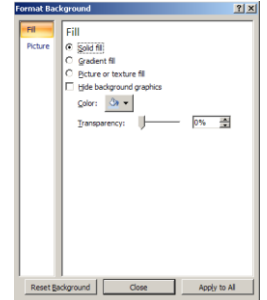 Format Background
Fill
Picture
Fill
Solid fill
Gradient fill
Picture or texture fill
Hide background graphics
Color:
Transparency: 0%
Reset Background Close Apply to All